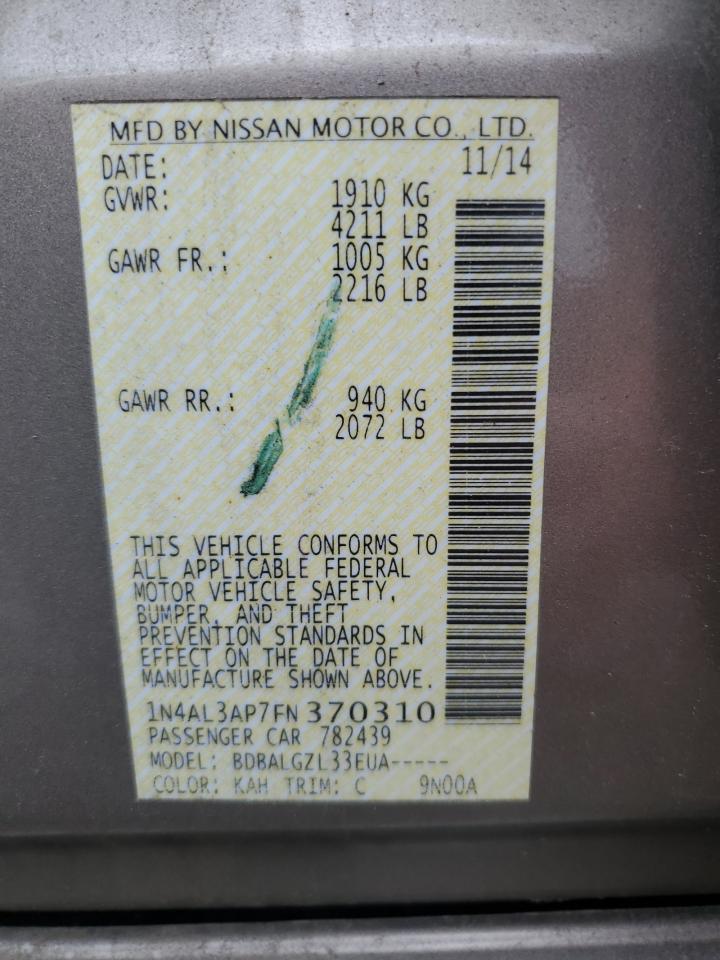 MFD BY NISSAN MOTOR CO., LTD.
DATE: 11/14
GVWR: 1910 KG
4211 LB
GAWR FR.: 1005 KG
2216 LB
GAWR RR.: 940 KG
2072 LB
THIS VEHICLE CONFORMS TO
ALL APPLICABLE FEDERAL
MOTOR VEHICLE SAFETY,
BUMPER, AND THEFT
PREVENTION STANDARDS IN
EFFECT ON THE DATE OF
MANUFACTURE SHOWN ABOVE.
1N4AL3AP7FN370310
PASSENGER CAR 782439
MODEL: BDBALGZL33EUA-----
COLOR: KAH TRIM: C 9N00A